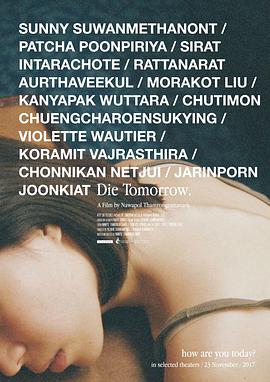 SUNNY SUWANMETHANONT /
PATCHA POONPIRIYA / SIRAT
INTARACHOTE / RATTANARAT
AURTHAVEEKUL / MORAKOT LIU /
KANYAPAK WUTTARA / CHUTIMON
CHUENGCHAROENSUKYING /
VIOLETTE WAUTIER /
KORAMIT VAJRASTHIRA /
CHONNIKAN NETJUI / JARINPORN
JOONKIAT Die Tomorrow.
A Film by Nawapol Thamrongrattanarit
how are you today?
in selected theaters / 23 November / 2017